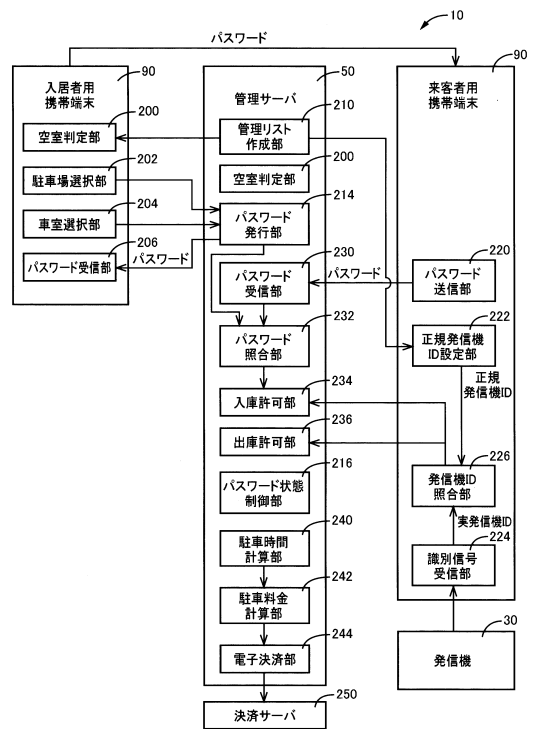 10
パスワード
入居者用
携帯端末
90
200
空室判定部
202
駐車場選択部
204
車室選択部
206
パスワード受信部
パスワード
50
管理サーバ
210
管理リスト
作成部
200
空室判定部
214
パスワード
発行部
230
パスワード
受信部
232
パスワード
照合部
234
入庫許可部
236
出庫許可部
216
パスワード状態
制御部
240
駐車時間
計算部
242
駐車料金
計算部
244
電子決済部
250
決済サーバ
90
来客者用
携帯端末
パスワード
220
パスワード
送信部
222
正規発信機
ID設定部
正規
発信機ID
226
発信機ID
照合部
実発信機ID
224
識別信号
受信部
30
発信機